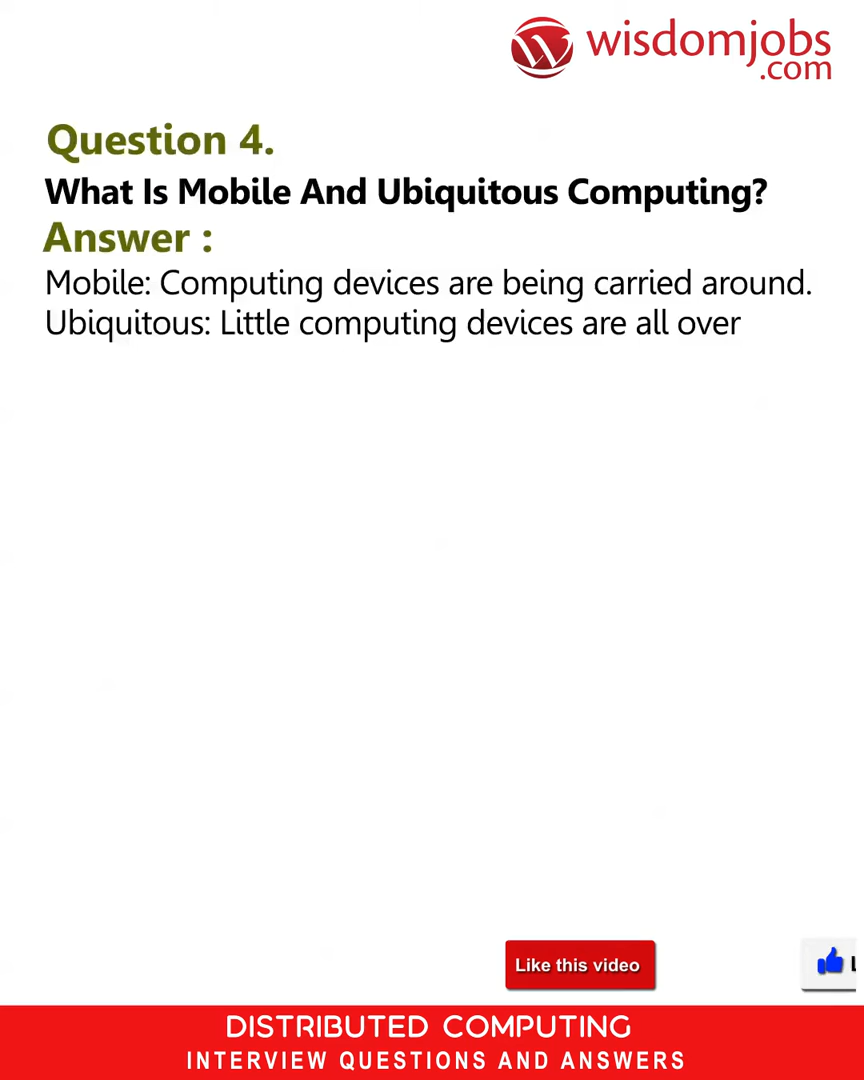 wisdomjobs
.com
Question 4.
What Is Mobile And Ubiquitous Computing?
Answer :
Mobile: Computing devices are being carried around.
Ubiquitous: Little computing devices are all over
Like this video
DISTRIBUTED COMPUTING
INTERVIEW QUESTIONS AND ANSWERS